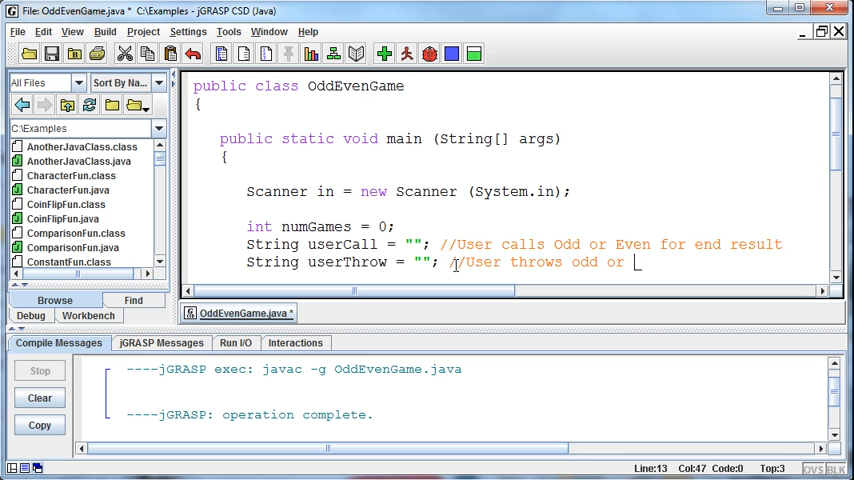 File: OddEvenGame.java * C:\Examples - jGRASP CSD (Java)
File Edit View Build Project Settings Tools Window Help
All Files Sort By Na...
C:\Examples
AnotherJavaClass.class
AnotherJavaClass.java
CharacterFun.class
CharacterFun.java
CoinFlipFun.class
CoinFlipFun.java
ComparisonFun.class
ComparisonFun.java
ConstantFun.class
Browse Find
Debug Workbench
public class OddEvenGame
{
public static void main (String[] args)
{
Scanner in = new Scanner (System.in);
int numGames = 0;
String userCall = ""; //User calls Odd or Even for end result
String userThrow = ""; //User throws odd or
OddEvenGame.java *
Compile Messages jGRASP Messages Run I/O Interactions
Stop
Clear
Copy
----jGRASP exec: javac -g OddEvenGame.java
----jGRASP: operation complete.
Line:13 Col:47 Code:0 Top:3 OVS BLK